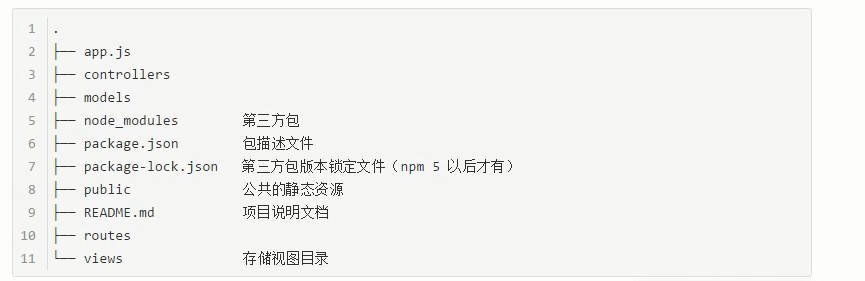 1 .
2 ├── app.js
3 ├── controllers
4 ├── models
5 ├── node_modules 第三方包
6 ├── package.json 包描述文件
7 ├── package-lock.json 第三方包版本锁定文件（npm 5 以后才有）
8 ├── public 公共的静态资源
9 ├── README.md 项目说明文档
10 ├── routes
11 └── views 存储视图目录